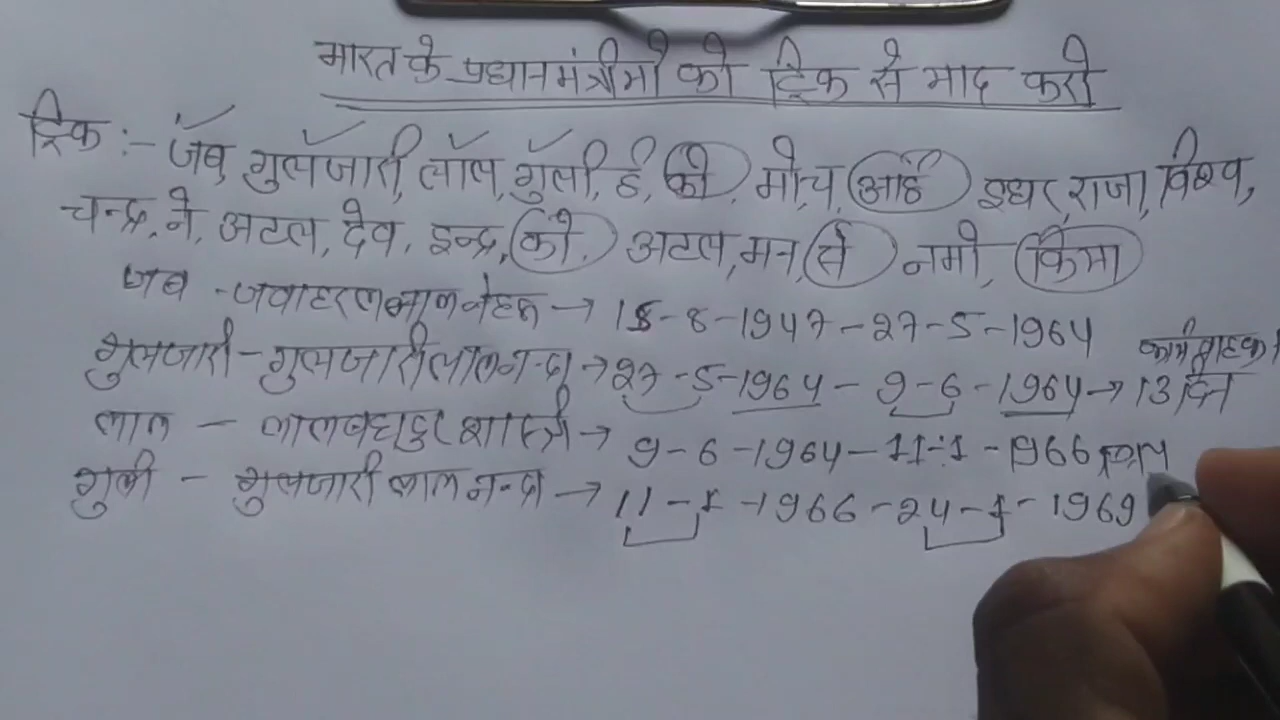 भारत के प्रधानमंत्रीयों को ट्रिक से याद करो
ट्रिक :- जब, गुलजारी, लाल, गुली, है, को, मो, च, आई इधर, राजा, विश्व,
चन्द्र, ने, अटल, देव, इन्द्र, को, अटल, मन, से नमो, किया
जब - जवाहरलाल नेहरू → 15-8-1947-27-5-1964
गुलजारी - गुलजारीलाल नन्दा → 27-5-1964 - 9-6-1964 → 13 दिन
लाल - लालबहादुर शास्त्री → 9-6-1964-11-1-1966
गुली - गुलजारी लाल नन्दा → 11-1-1966-24-1-1969